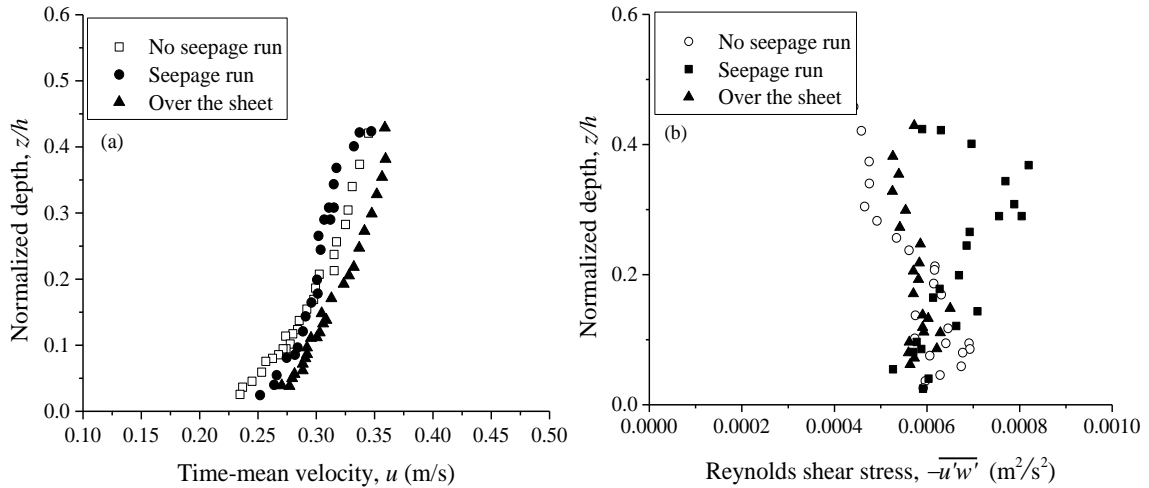 0.6
0.5
0.4
0.3
0.2
0.1
0.0
Normalized depth, z/h
No seepage run
Seepage run
Over the sheet
(a)
0.10 0.15 0.20 0.25 0.30 0.35 0.40 0.45 0.50
Time-mean velocity, u (m/s)
0.6
0.4
0.2
0.0
Normalized depth, z/h
No seepage run
Seepage run
Over the sheet
(b)
0.0000 0.0002 0.0004 0.0006 0.0008 0.0010
Reynolds shear stress, −u'w' (m²/s²)